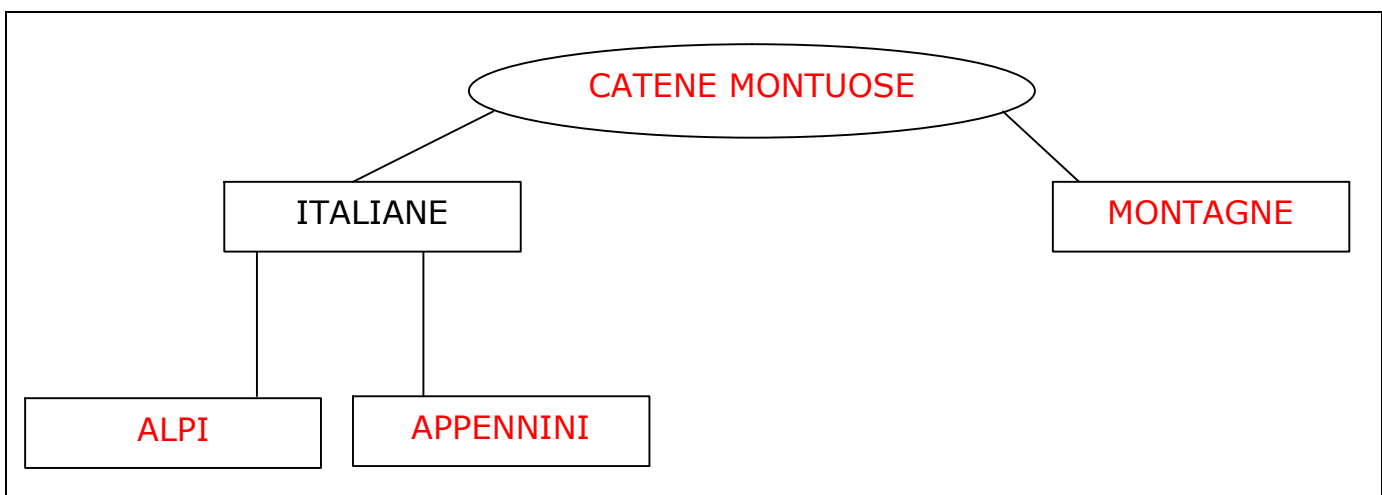 CATENE MONTUOSE
ITALIANE
MONTAGNE
ALPI
APPENNINI